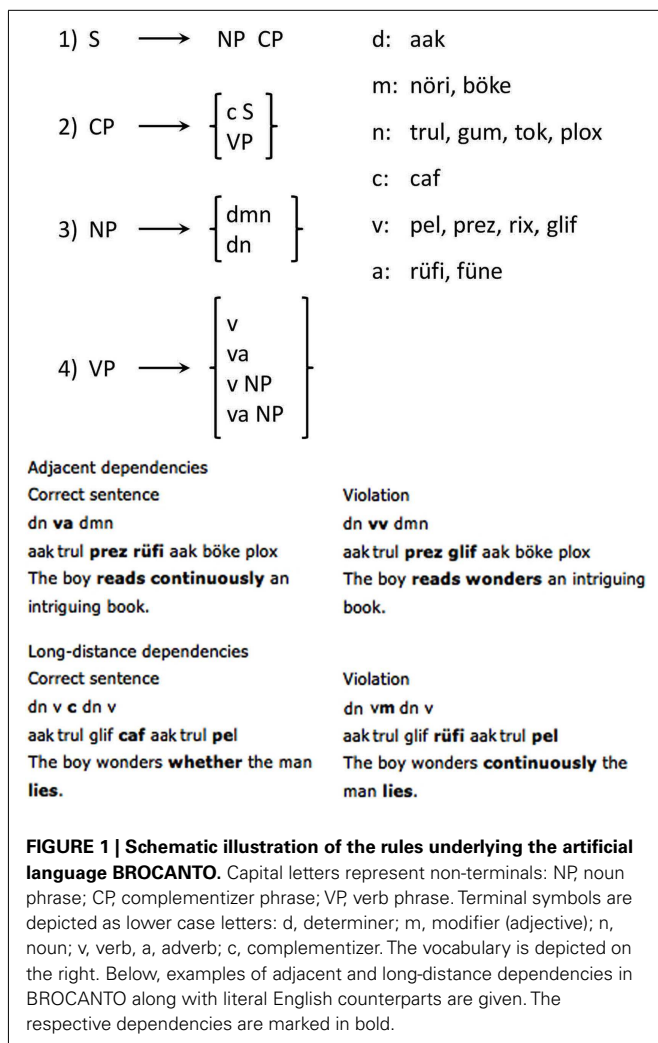 1) S → NP CP
d: aak
m: nöri, böke
2) CP → c S
VP
n: trul, gum, tok, plox
c: caf
3) NP → dmn
dn
v: pel, prez, rix, glif
a: rüfi, füne
4) VP → v
va
v NP
va NP
Adjacent dependencies
Correct sentence
dn va dmn
aak trul prez rüfi aak böke plox
The boy reads continuously an
intriguing book.
Violation
dn vv dmn
aak trul prez glif aak böke plox
The boy reads wonders an intriguing
book.
Long-distance dependencies
Correct sentence
dn v c dn v
aak trul glif caf aak trul pel
The boy wonders whether the man
lies.
Violation
dn vm dn v
aak trul glif rüfi aak trul pel
The boy wonders continuously the
man lies.
FIGURE 1 | Schematic illustration of the rules underlying the artificial
language BROCANTO. Capital letters represent non-terminals: NP, noun
phrase; CP, complementizer phrase; VP, verb phrase. Terminal symbols are
depicted as lower case letters: d, determiner; m, modifier (adjective); n,
noun; v, verb, a, adverb; c, complementizer. The vocabulary is depicted on
the right. Below, examples of adjacent and long-distance dependencies in
BROCANTO along with literal English counterparts are given. The
respective dependencies are marked in bold.